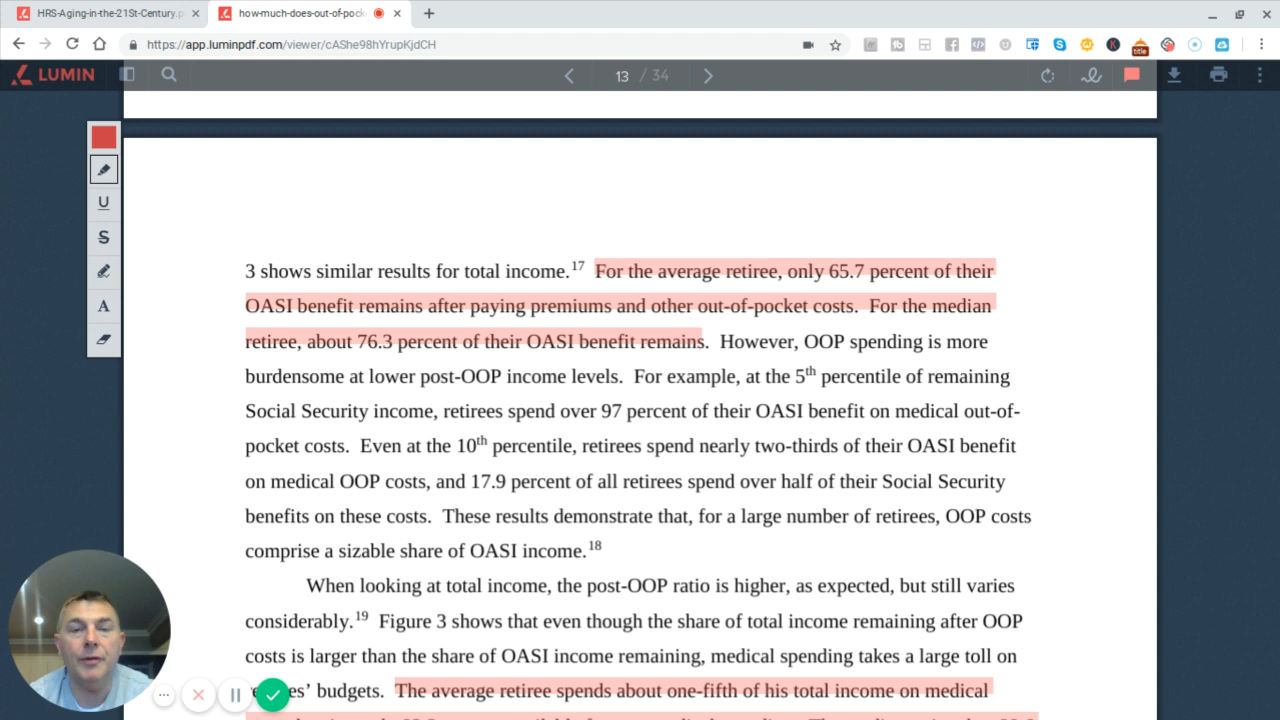 HRS-Aging-in-the-21St-Century.p
how-much-does-out-of-pock
https://app.luminpdf.com/viewer/cAShe98hYrupKjdCH
LUMIN
13 / 34
3 shows similar results for total income.17 For the average retiree, only 65.7 percent of their
OASI benefit remains after paying premiums and other out-of-pocket costs. For the median
retiree, about 76.3 percent of their OASI benefit remains. However, OOP spending is more
burdensome at lower post-OOP income levels. For example, at the 5th percentile of remaining
Social Security income, retirees spend over 97 percent of their OASI benefit on medical out-of-
pocket costs. Even at the 10th percentile, retirees spend nearly two-thirds of their OASI benefit
on medical OOP costs, and 17.9 percent of all retirees spend over half of their Social Security
benefits on these costs. These results demonstrate that, for a large number of retirees, OOP costs
comprise a sizable share of OASI income.18
When looking at total income, the post-OOP ratio is higher, as expected, but still varies
considerably.19 Figure 3 shows that even though the share of total income remaining after OOP
costs is larger than the share of OASI income remaining, medical spending takes a large toll on
budgets. The average retiree spends about one-fifth of his total income on medical